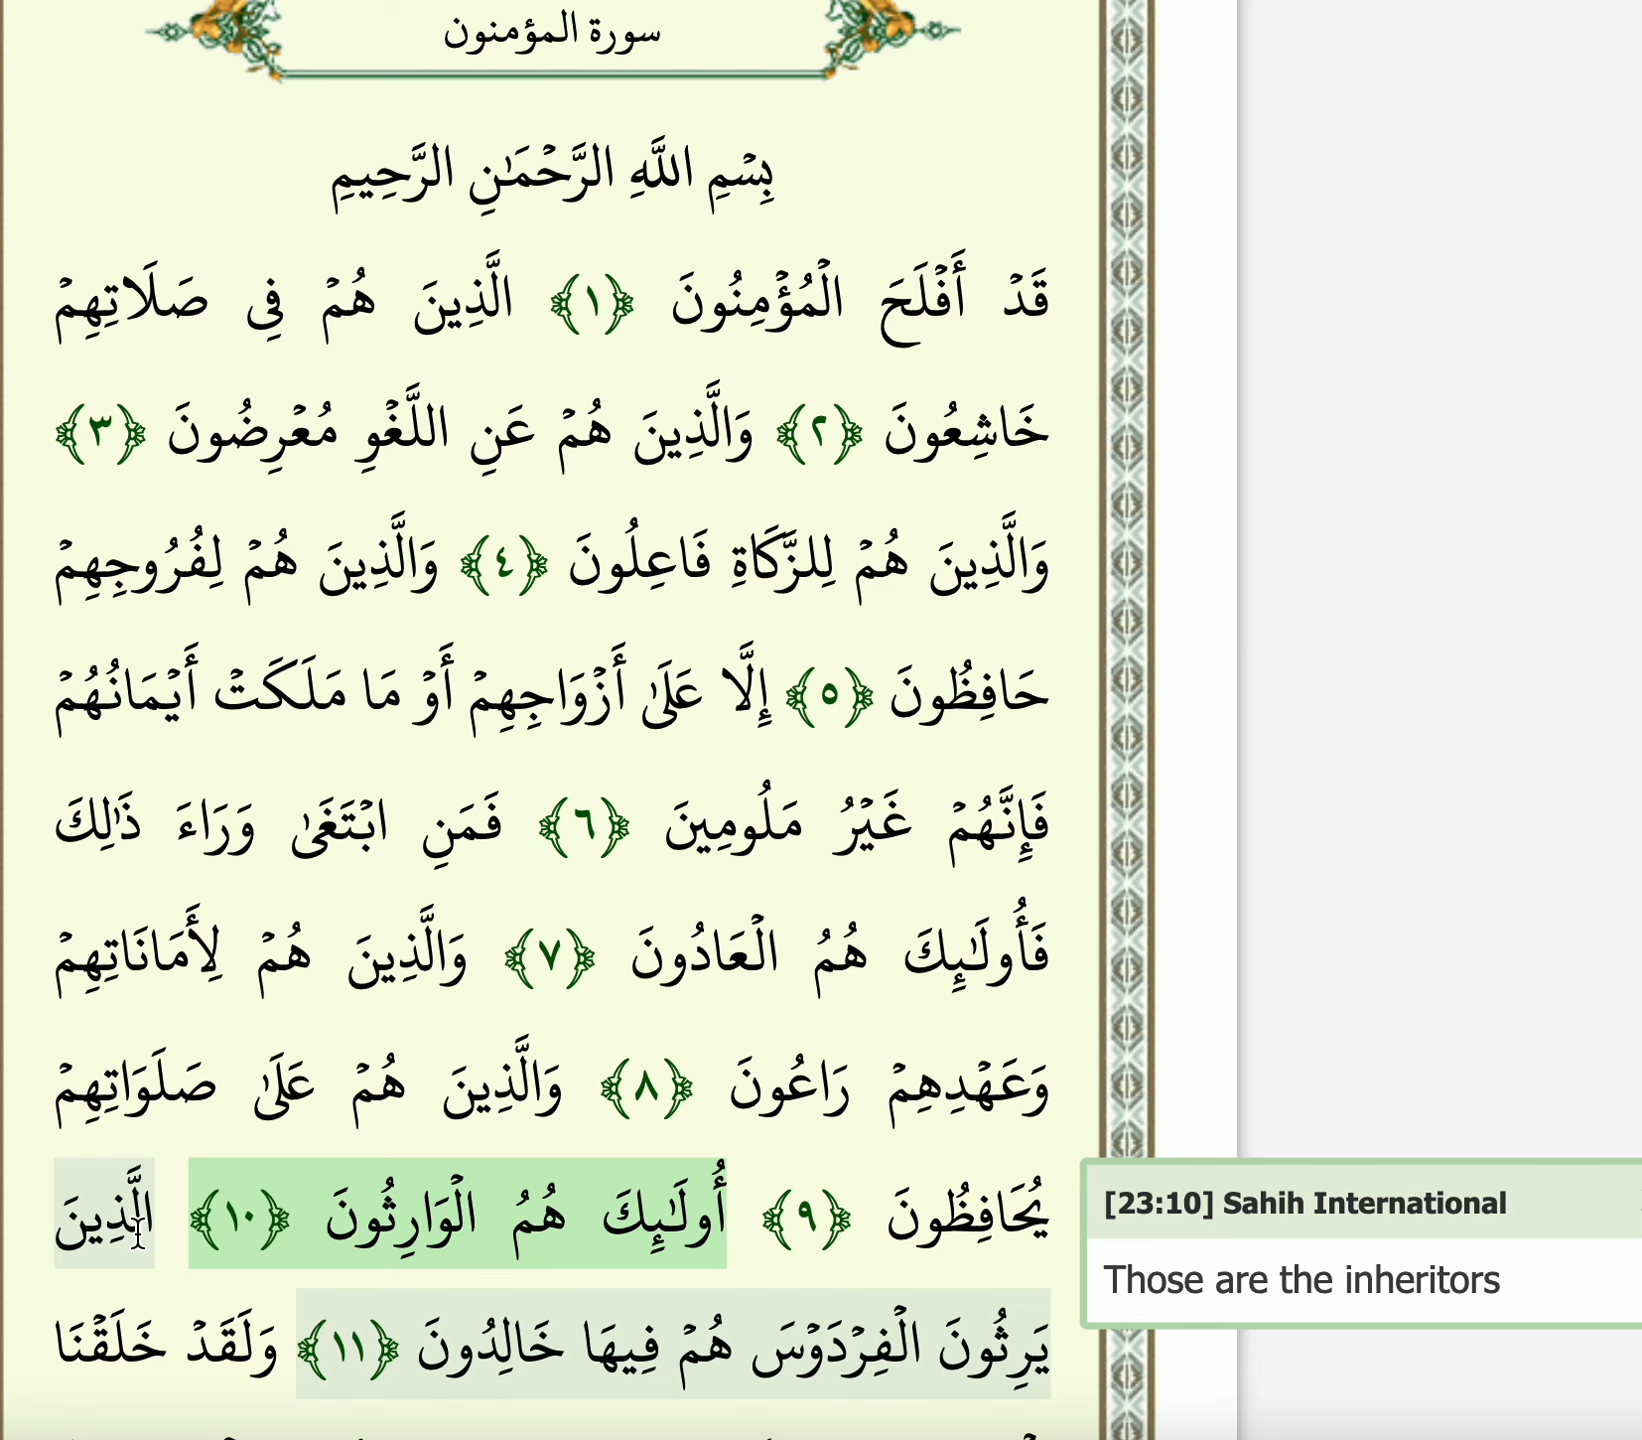 سورة المؤمنون
بِسْمِ اللَّهِ الرَّحْمَٰنِ الرَّحِيمِ
قَدْ أَفْلَحَ الْمُؤْمِنُونَ ﴿١﴾ الَّذِينَ هُمْ فِي صَلَاتِهِمْ
خَاشِعُونَ ﴿٢﴾ وَالَّذِينَ هُمْ عَنِ اللَّغْوِ مُعْرِضُونَ ﴿٣﴾
وَالَّذِينَ هُمْ لِلزَّكَاةِ فَاعِلُونَ ﴿٤﴾ وَالَّذِينَ هُمْ لِفُرُوجِهِمْ
حَافِظُونَ ﴿٥﴾ إِلَّا عَلَىٰ أَزْوَاجِهِمْ أَوْ مَا مَلَكَتْ أَيْمَانُهُمْ
فَإِنَّهُمْ غَيْرُ مَلُومِينَ ﴿٦﴾ فَمَنِ ابْتَغَىٰ وَرَاءَ ذَٰلِكَ
فَأُولَٰئِكَ هُمُ الْعَادُونَ ﴿٧﴾ وَالَّذِينَ هُمْ لِأَمَانَاتِهِمْ
وَعَهْدِهِمْ رَاعُونَ ﴿٨﴾ وَالَّذِينَ هُمْ عَلَىٰ صَلَوَاتِهِمْ
يُحَافِظُونَ ﴿٩﴾ أُولَٰئِكَ هُمُ الْوَارِثُونَ ﴿١٠﴾ الَّذِينَ
يَرِثُونَ الْفِرْدَوْسَ هُمْ فِيهَا خَالِدُونَ ﴿١١﴾ وَلَقَدْ خَلَقْنَا
[23:10] Sahih International
Those are the inheritors